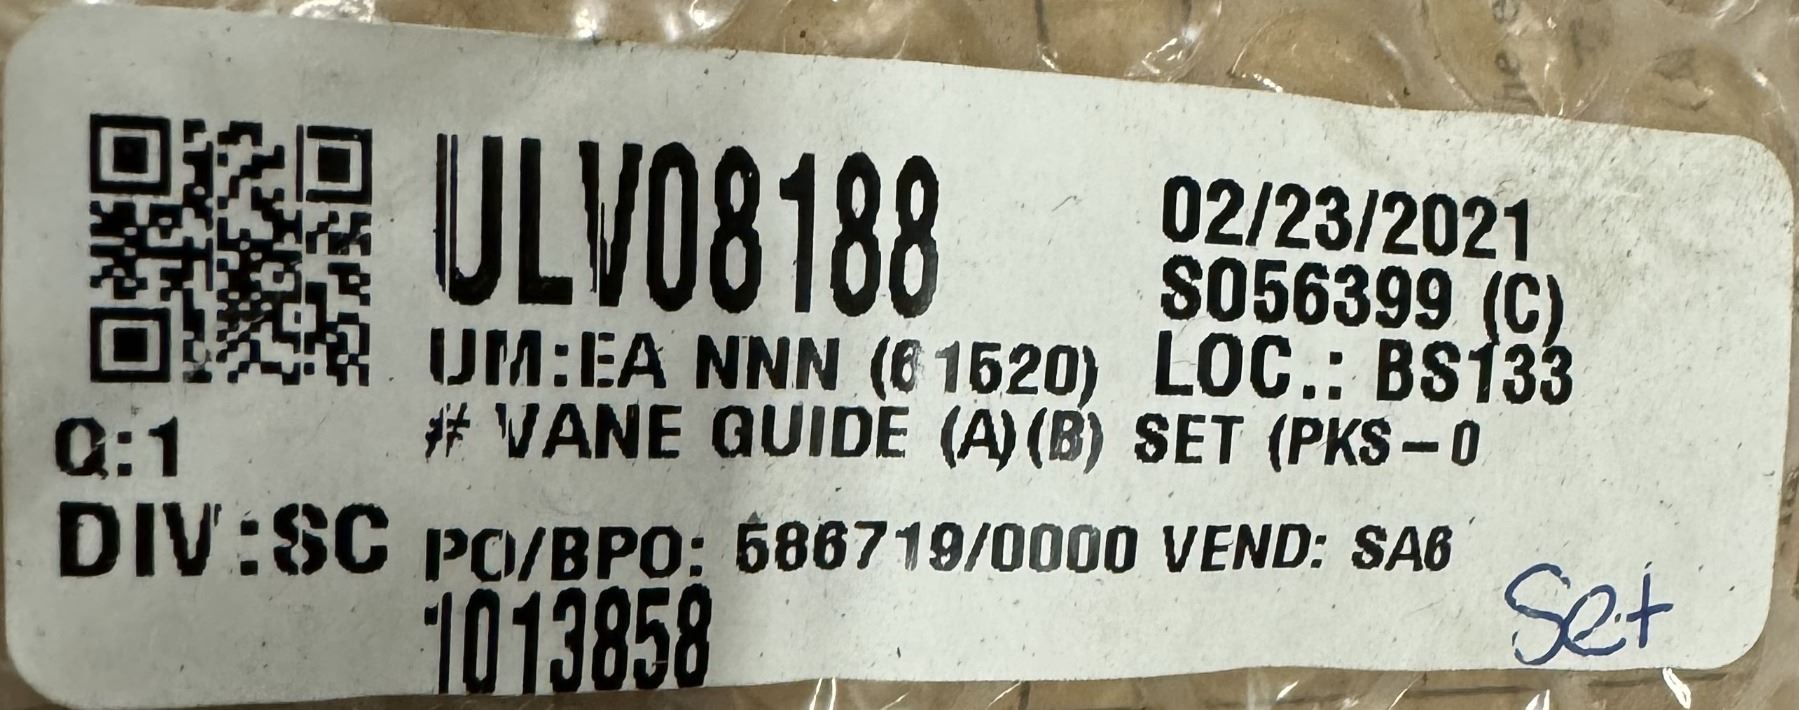 ULV08188
02/23/2021
S056399 (C)
UM:EA NNN (61520)
LOC.: BS133
Q:1
# VANE GUIDE (A)(B) SET (PKS-0
DIV:SC
PO/BPO: 586719/0000 VEND: SA6
1013858
Set